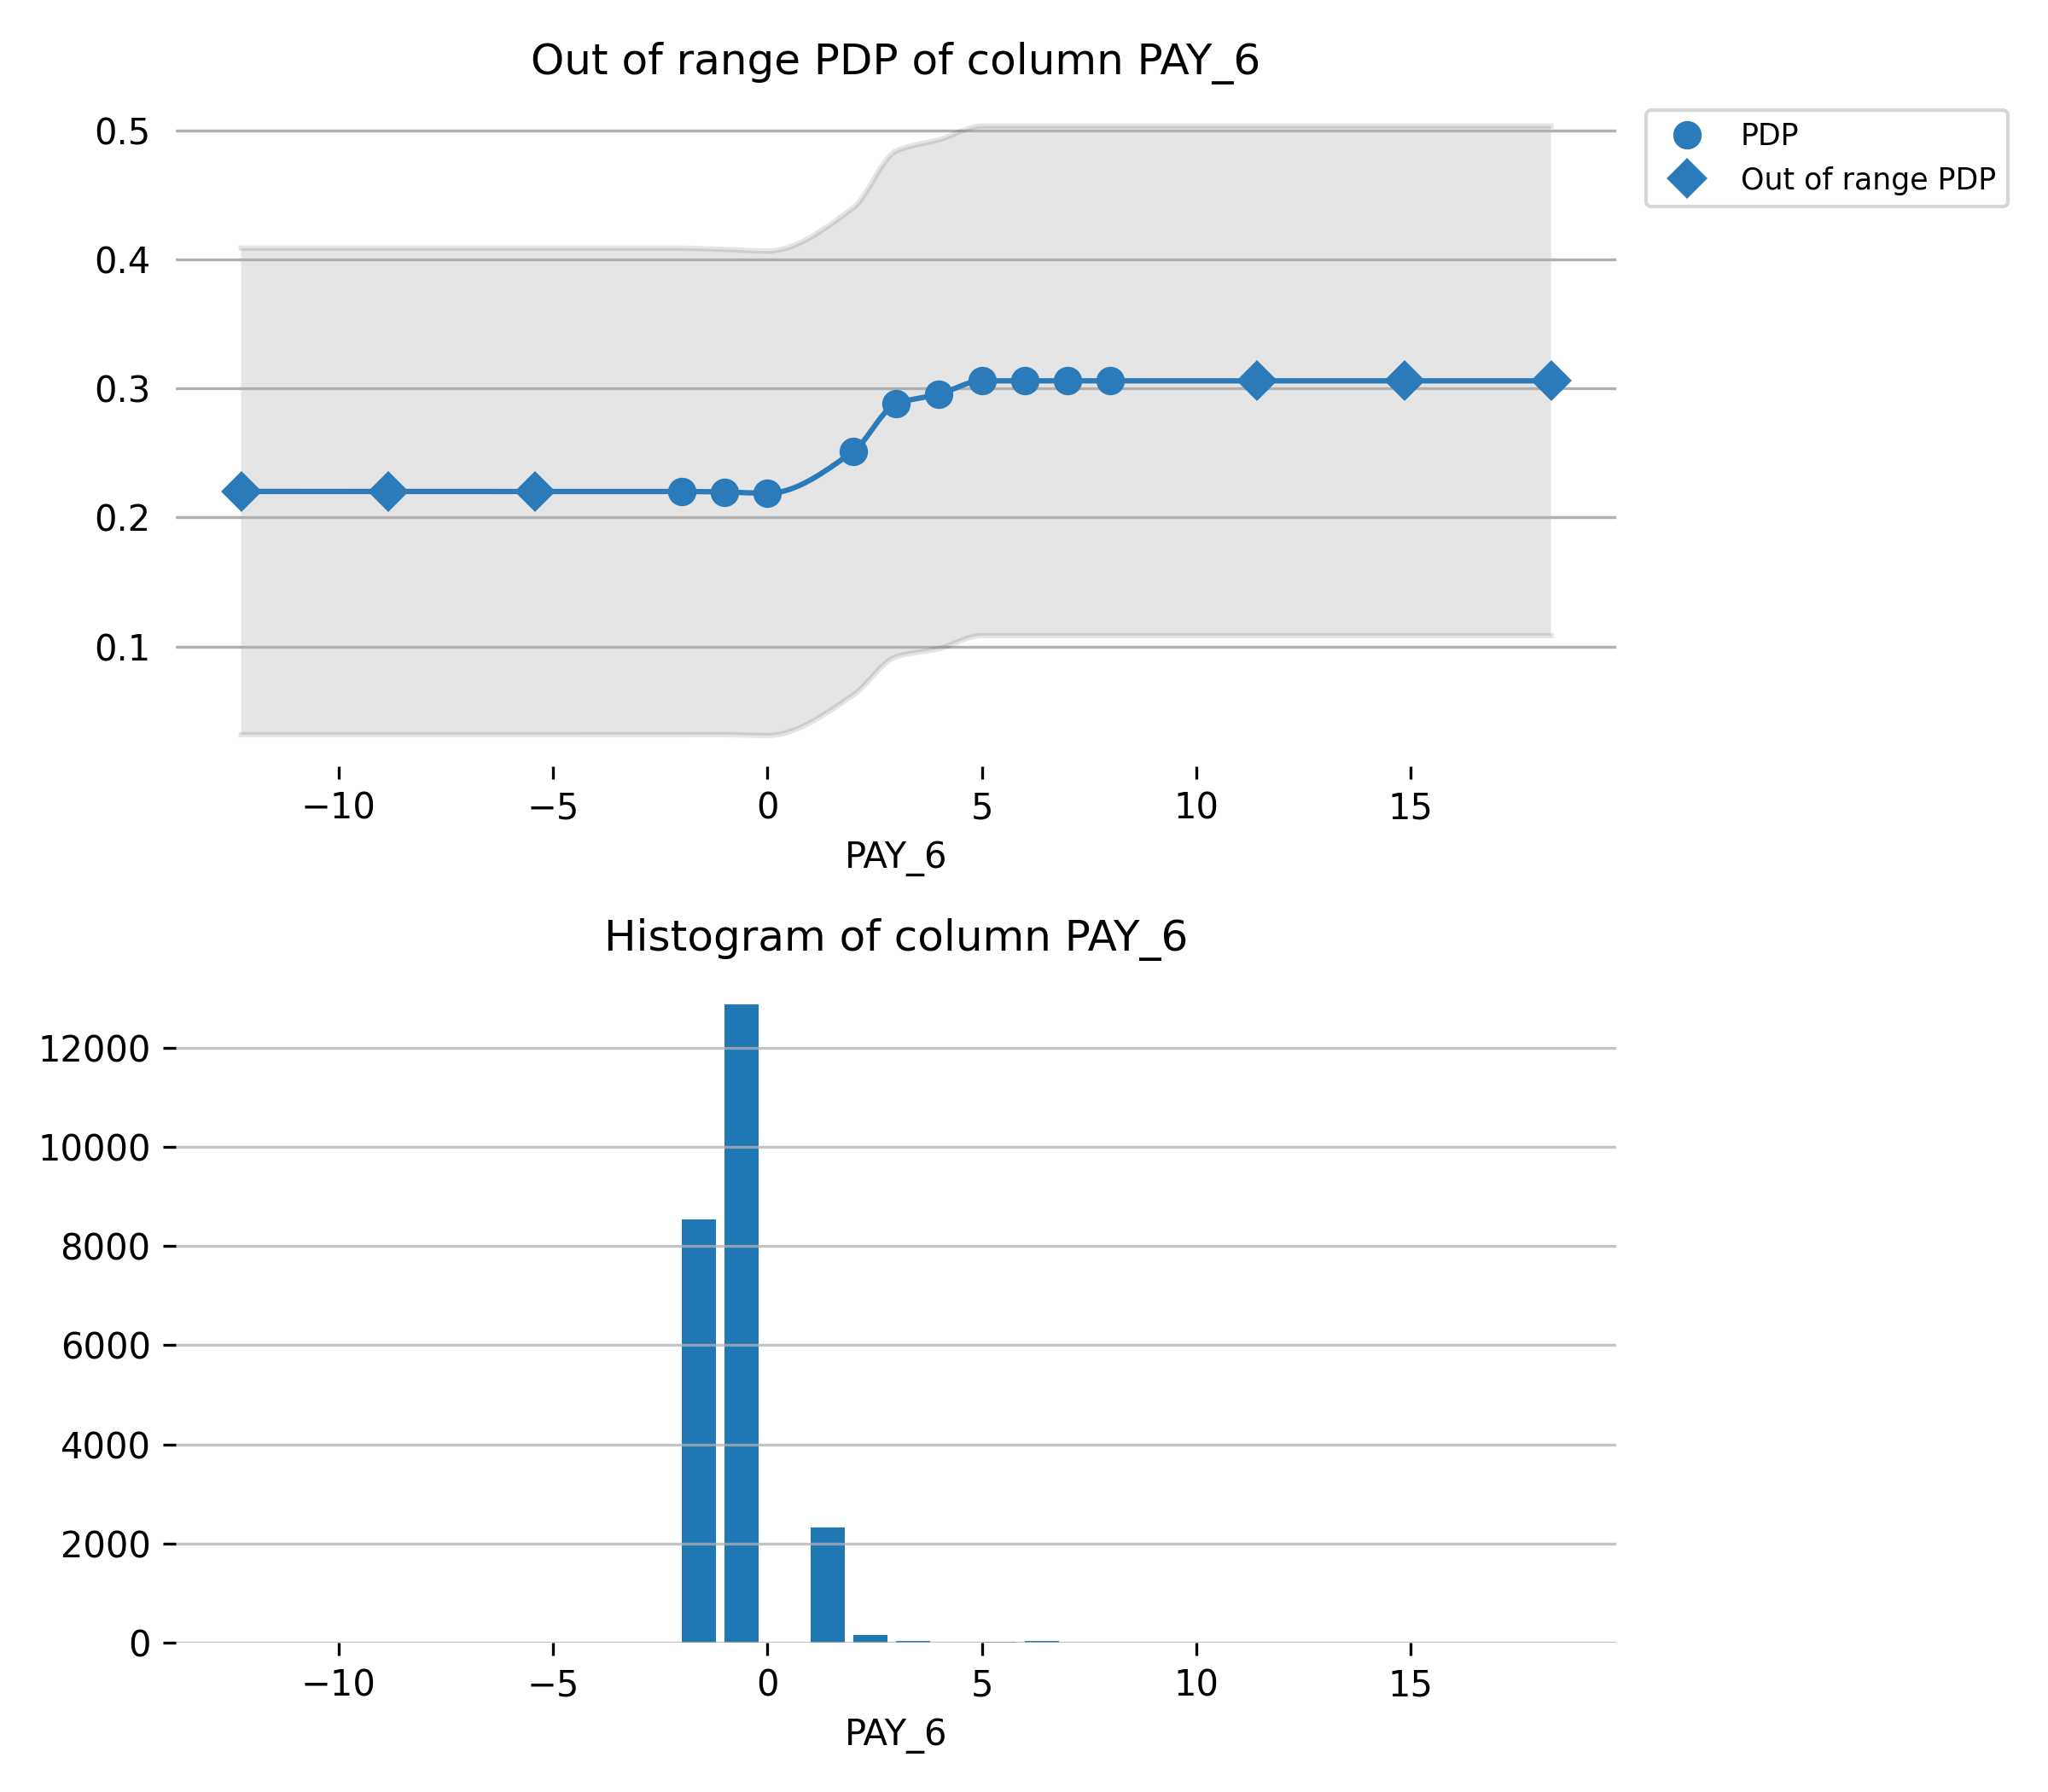 Out of range PDP of column PAY_6
0.5
0.4
0.3
0.2
0.1
−10 −5 0 5 10 15
PAY_6
PDP
Out of range PDP
Histogram of column PAY_6
12000
10000
8000
6000
4000
2000
0
−10 −5 0 5 10 15
PAY_6